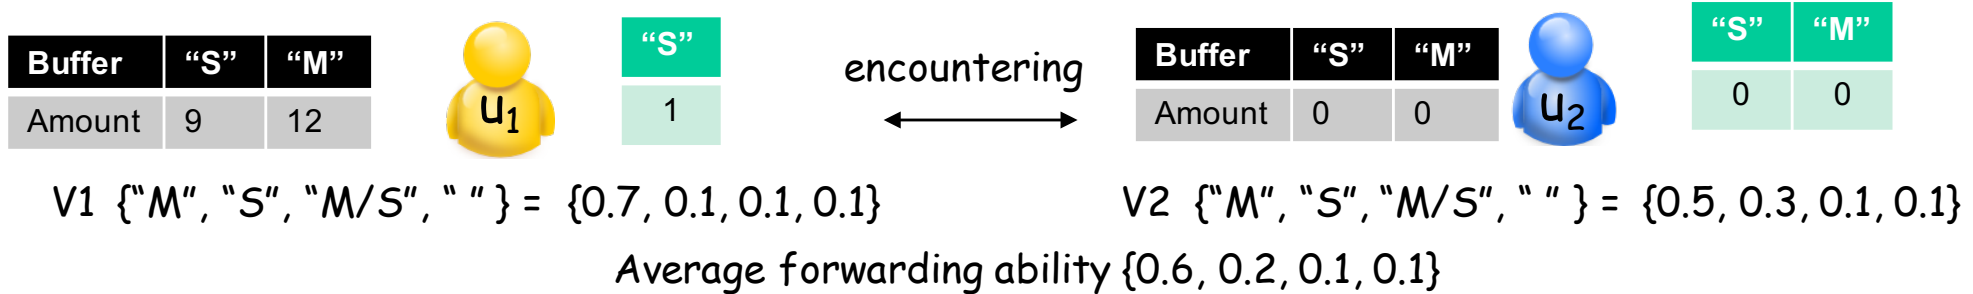 Buffer “S” “M”
Amount 9 12
u1
“S”
1
encountering
Buffer “S” “M”
Amount 0 0
u2
“S” “M”
0 0
V1 {“M”, “S”, “M/S”, “ ” } = {0.7, 0.1, 0.1, 0.1}
V2 {“M”, “S”, “M/S”, “ ” } = {0.5, 0.3, 0.1, 0.1}
Average forwarding ability {0.6, 0.2, 0.1, 0.1}